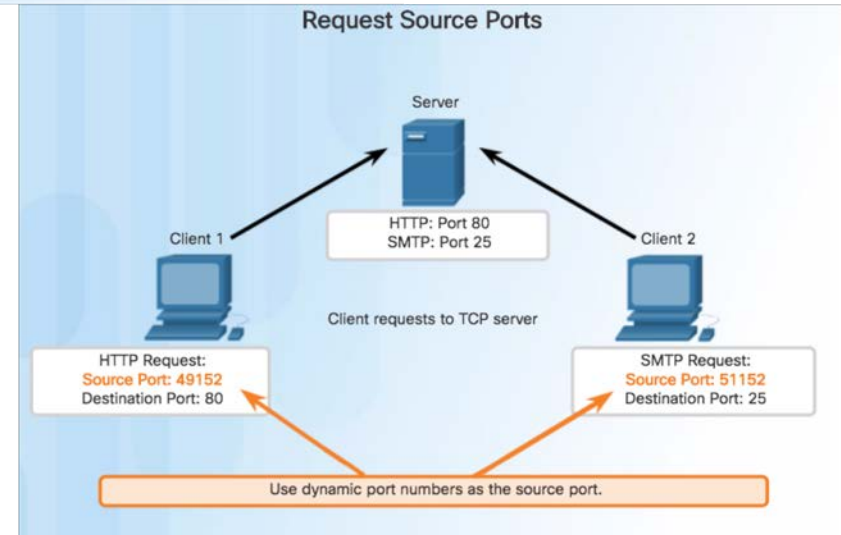 Request Source Ports
Server
HTTP: Port 80
SMTP: Port 25
Client 1
Client 2
Client requests to TCP server
HTTP Request:
Source Port: 49152
Destination Port: 80
SMTP Request:
Source Port: 51152
Destination Port: 25
Use dynamic port numbers as the source port.